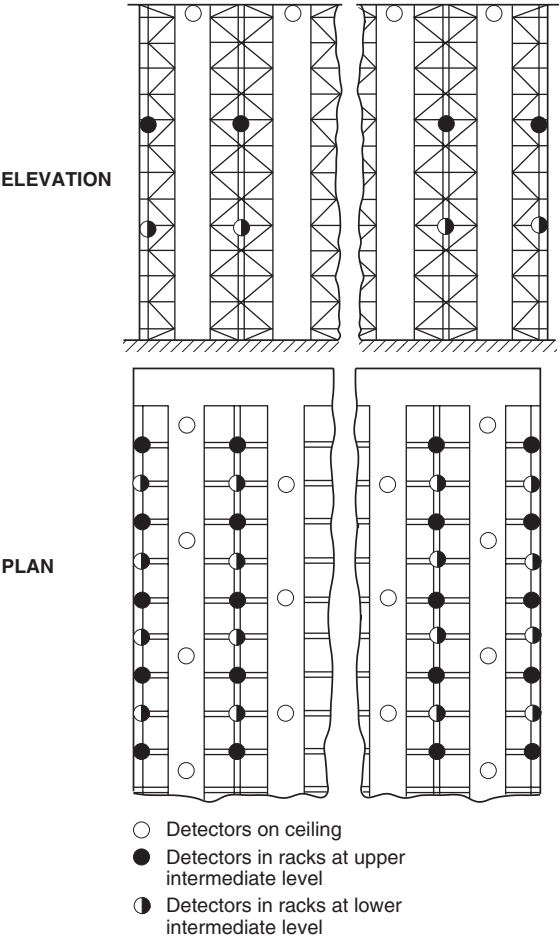 ELEVATION
PLAN
Detectors on ceiling
Detectors in racks at upper
intermediate level
Detectors in racks at lower
intermediate level